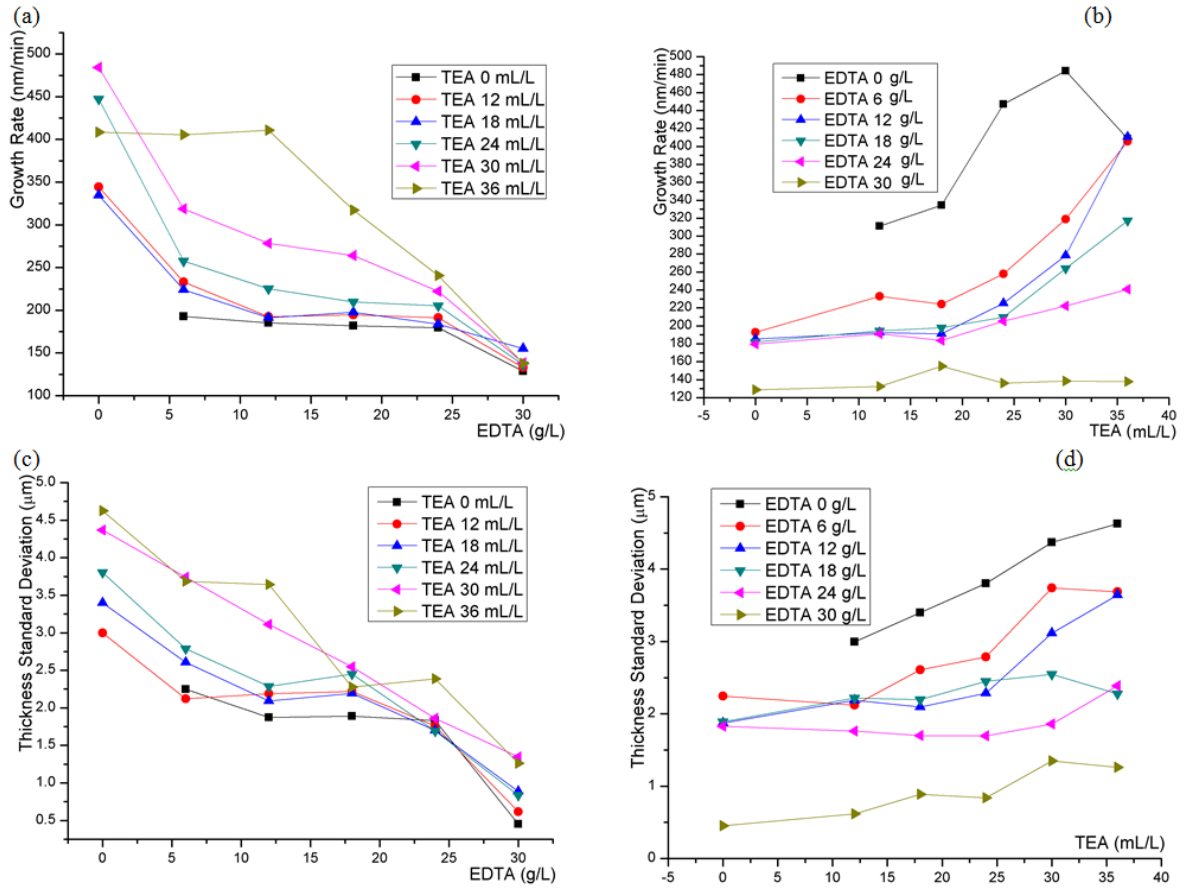 (a)
Growth Rate (nm/min)
500
450
400
350
300
250
200
150
100
TEA 0 mL/L
TEA 12 mL/L
TEA 18 mL/L
TEA 24 mL/L
TEA 30 mL/L
TEA 36 mL/L
0 5 10 15 20 25 30
EDTA (g/L)
(b)
Growth Rate (nm/min)
500
480
460
440
420
400
380
360
340
320
300
280
260
240
220
200
180
160
140
120
EDTA 0 g/L
EDTA 6 g/L
EDTA 12 g/L
EDTA 18 g/L
EDTA 24 g/L
EDTA 30 g/L
-5 0 5 10 15 20 25 30 35 40
TEA (mL/L)
(c)
Thickness Standard Deviation (μm)
5.0
4.5
4.0
3.5
3.0
2.5
2.0
1.5
1.0
0.5
TEA 0 mL/L
TEA 12 mL/L
TEA 18 mL/L
TEA 24 mL/L
TEA 30 mL/L
TEA 36 mL/L
0 5 10 15 20 25 30
EDTA (g/L)
(d)
Thickness Standard Deviation (μm)
5
4
3
2
1
0
EDTA 0 g/L
EDTA 6 g/L
EDTA 12 g/L
EDTA 18 g/L
EDTA 24 g/L
EDTA 30 g/L
TEA (mL/L)
-5 0 5 10 15 20 25 30 35 40